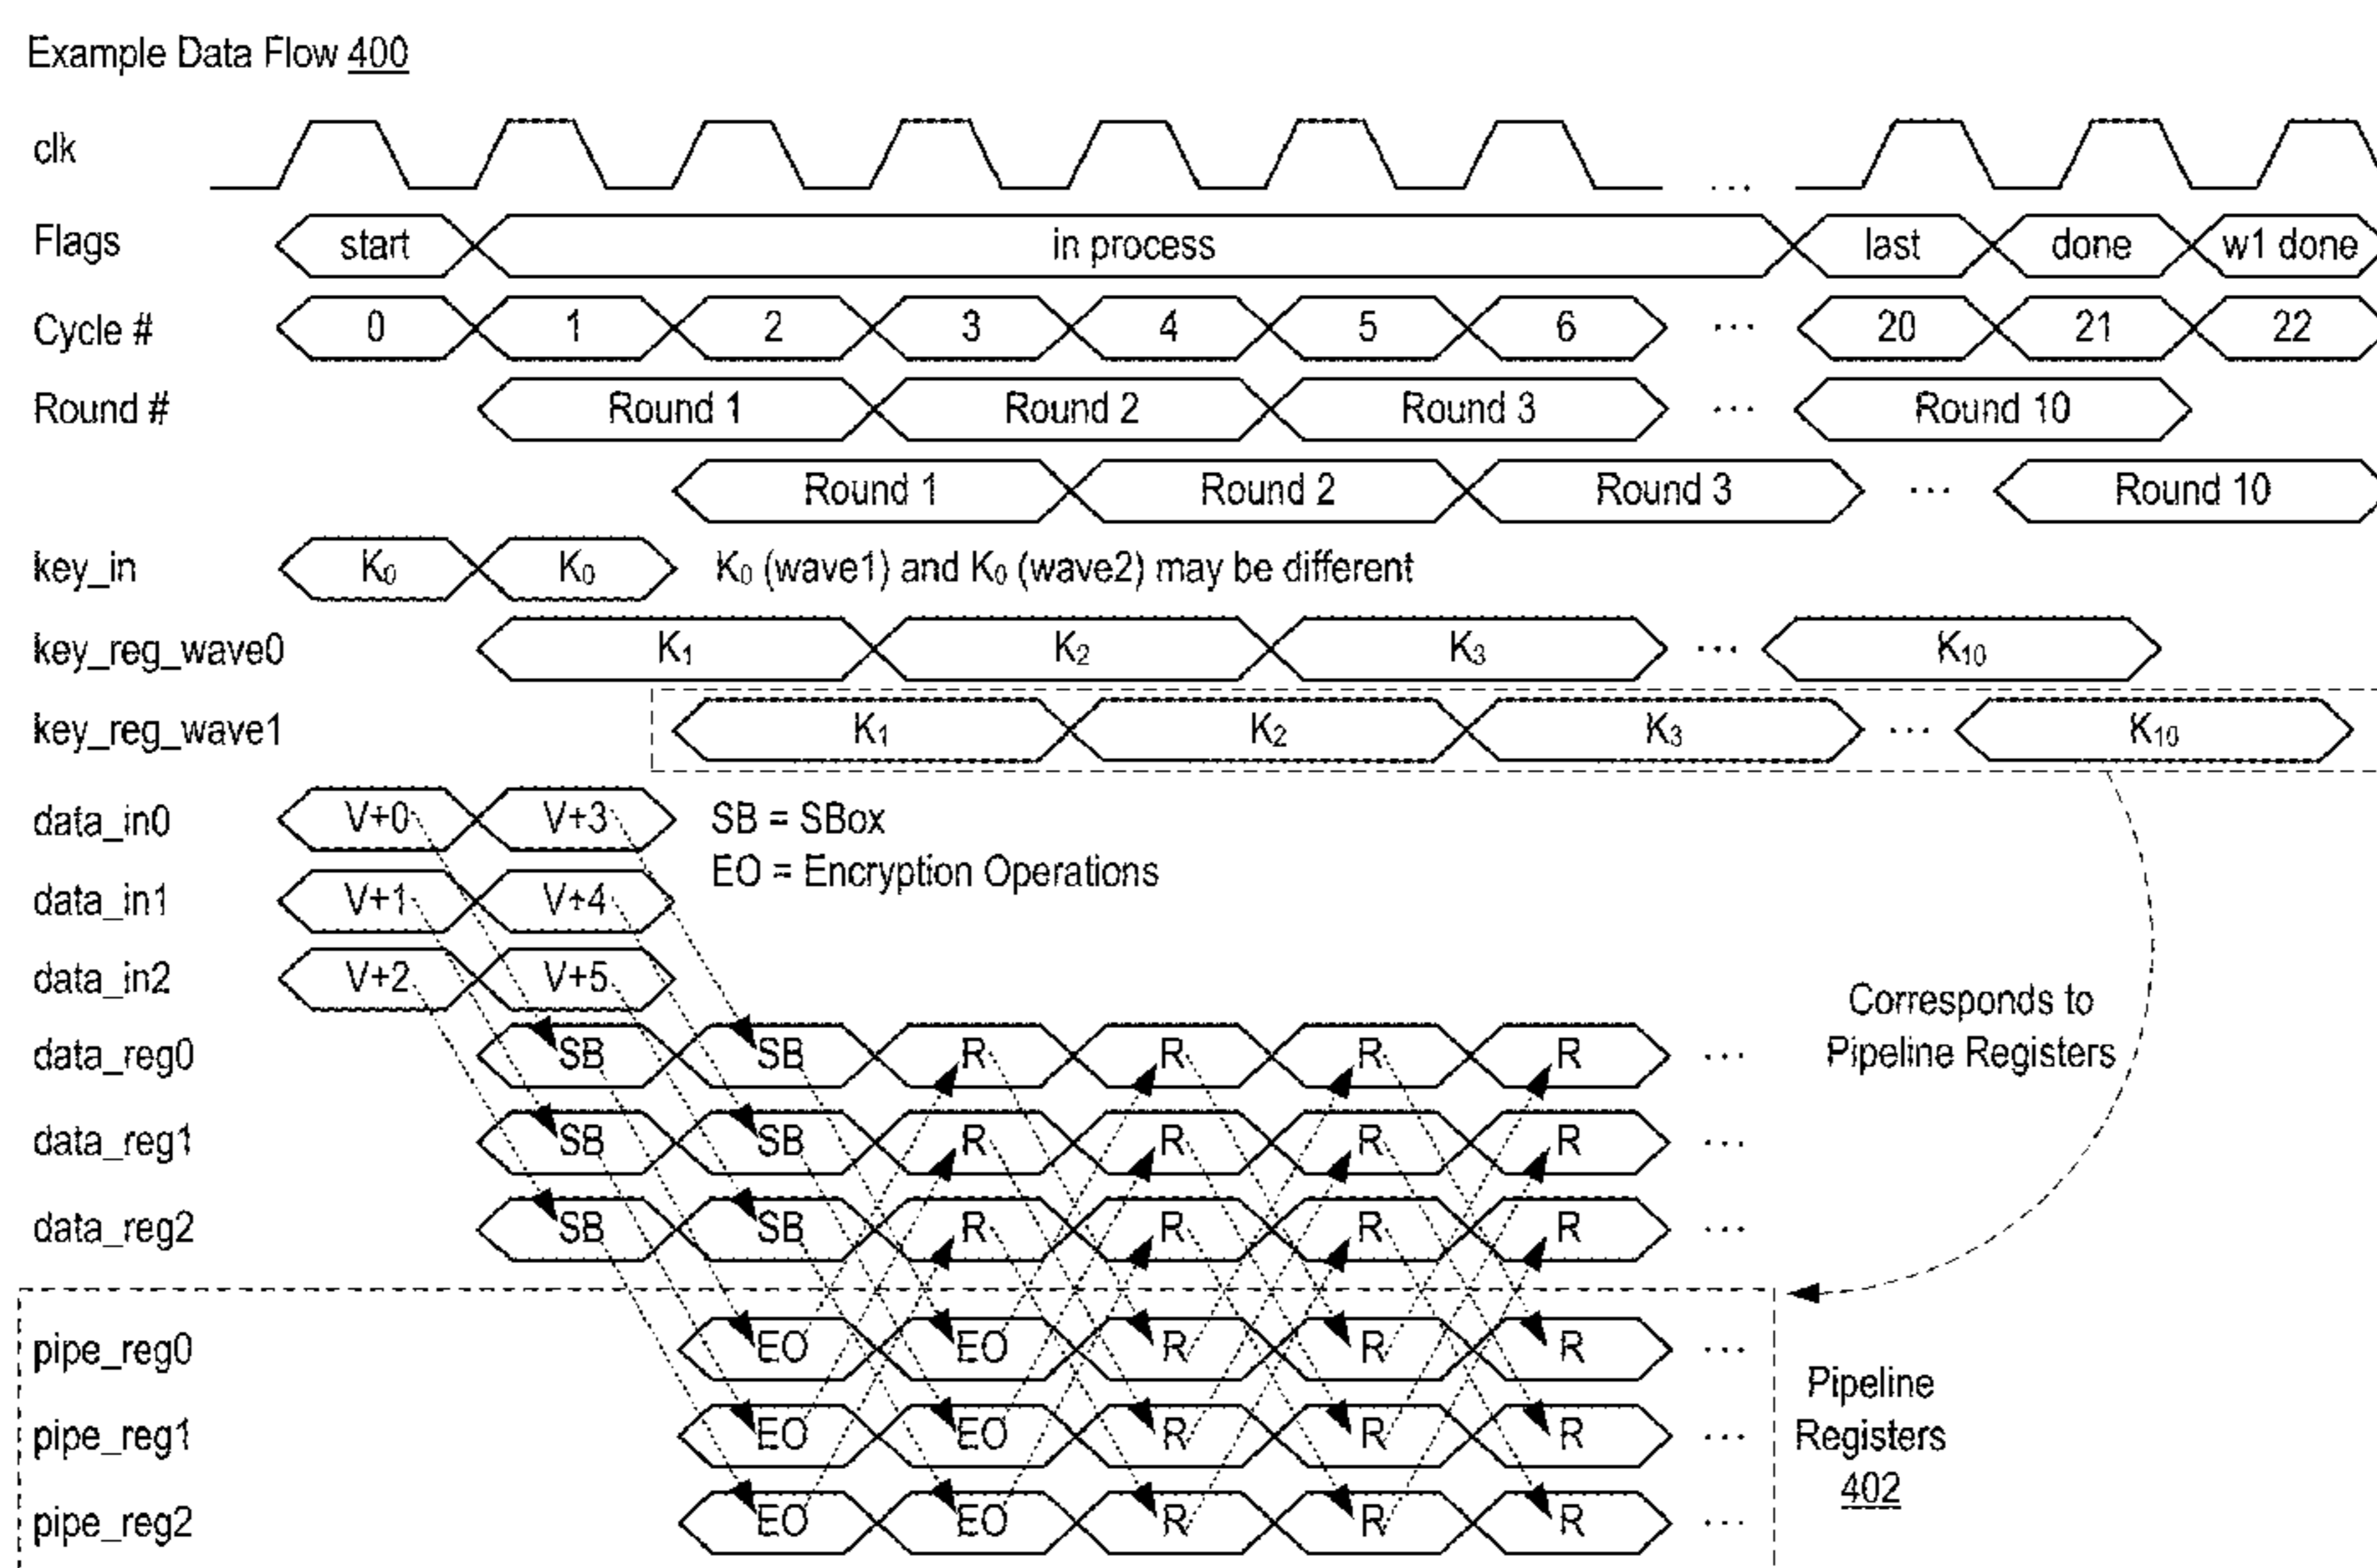 Example Data Flow 400
clk ...
Flags start in process last done w1 done
Cycle # 0 1 2 3 4 5 6 ... 20 21 22
Round # Round 1 Round 2 Round 3 ... Round 10
Round 1 Round 2 Round 3 ... Round 10
key_in K₀ K₀ K₀ (wave1) and K₀ (wave2) may be different
key_reg_wave0 K₁ K₂ K₃ ... K₁₀
key_reg_wave1 K₁ K₂ K₃ ... K₁₀
data_in0 V+0 V+3 SB = SBox
EO = Encryption Operations
data_in1 V+1 V+4
data_in2 V+2 V+5
Corresponds to
Pipeline Registers
data_reg0 SB SB R R R R ...
data_reg1 SB SB R R R R ...
data_reg2 SB SB R R R R ...
pipe_reg0 EO EO R R R ...
pipe_reg1 EO EO R R R ...
pipe_reg2 EO EO R R R ...
Pipeline
Registers
402